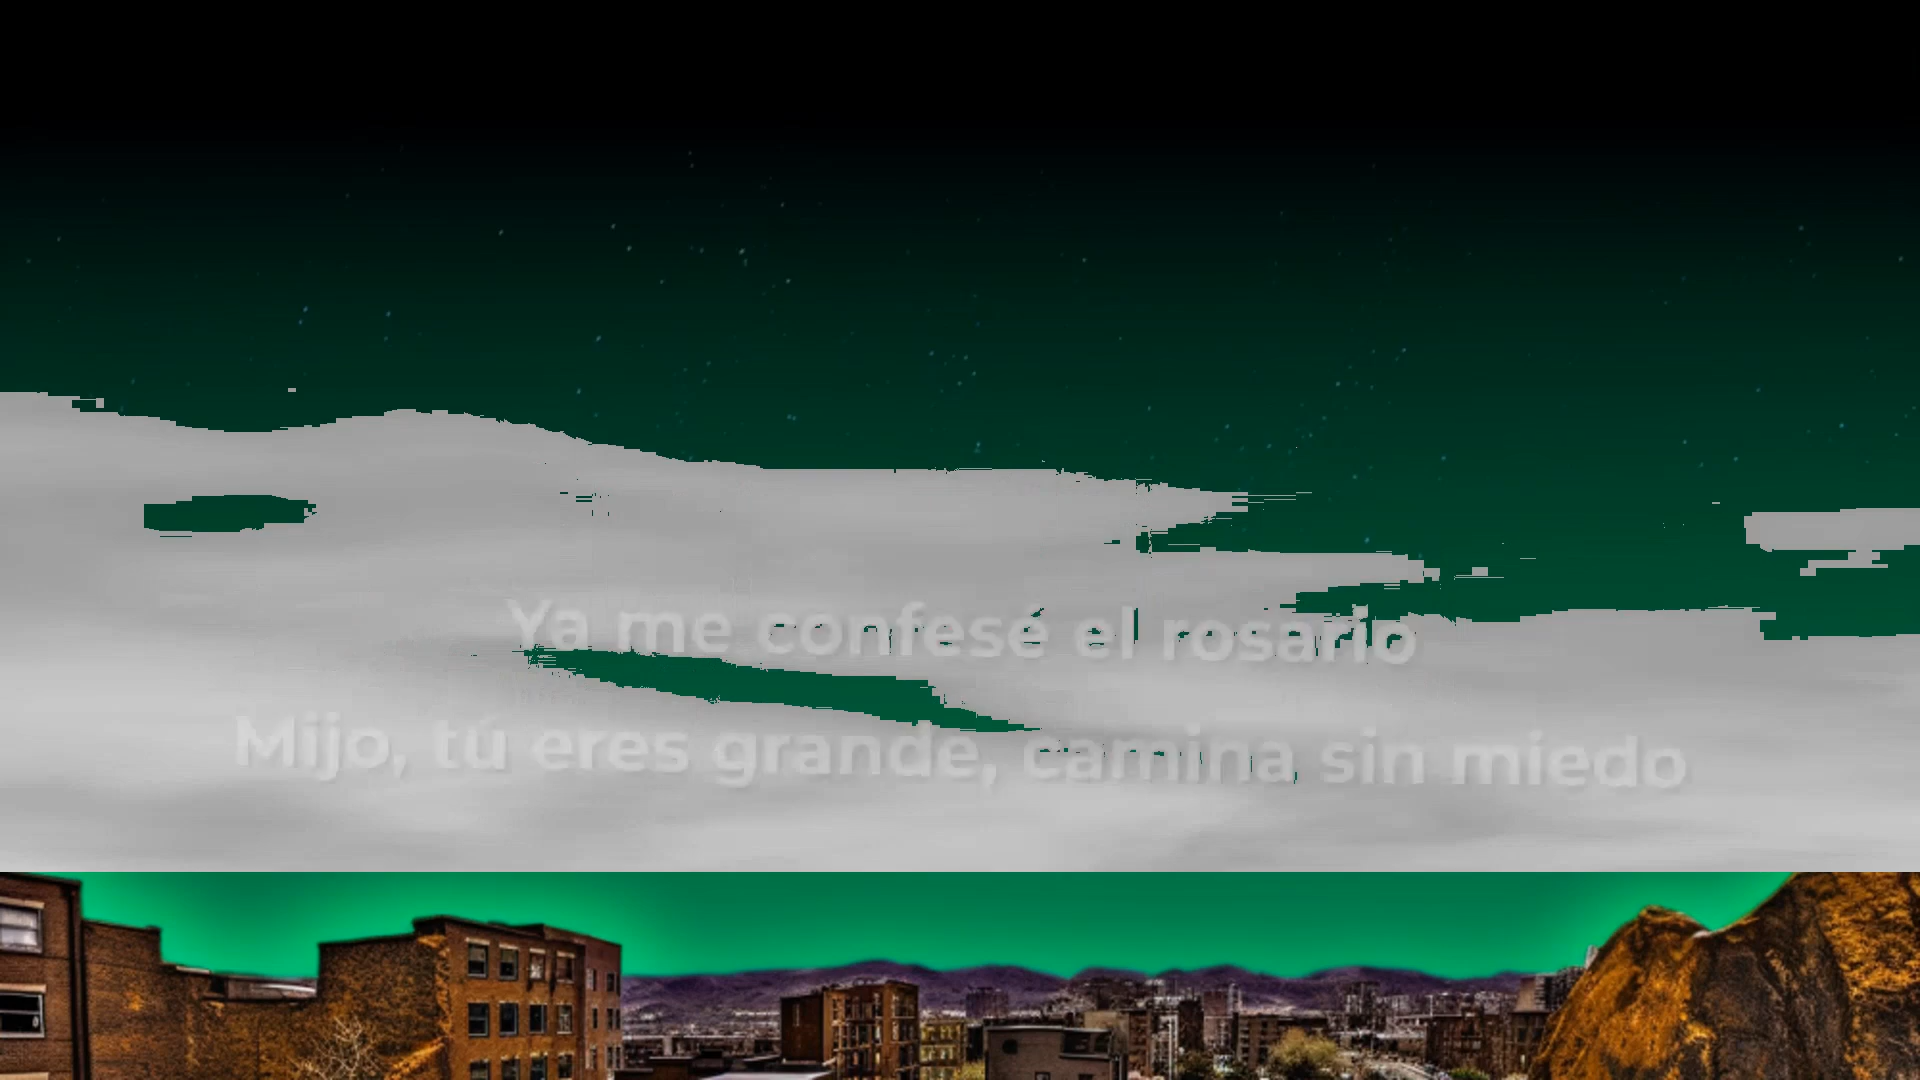 Ya me confesé el rosario
Mijo, tú eres grande, camina sin miedo